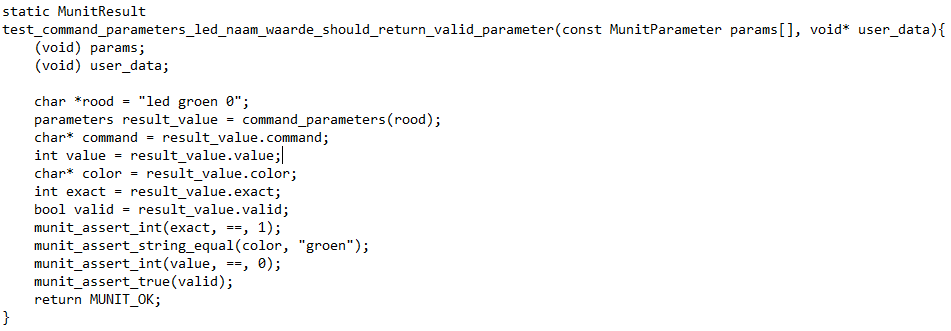 static MunitResult
test_command_parameters_led_naam_waarde_should_return_valid_parameter(const MunitParameter params[], void* user_data){
    (void) params;
    (void) user_data;

    char *rood = "led groen 0";
    parameters result_value = command_parameters(rood);
    char* command = result_value.command;
    int value = result_value.value;
    char* color = result_value.color;
    int exact = result_value.exact;
    bool valid = result_value.valid;
    munit_assert_int(exact, ==, 1);
    munit_assert_string_equal(color, "groen");
    munit_assert_int(value, ==, 0);
    munit_assert_true(valid);
    return MUNIT_OK;
}